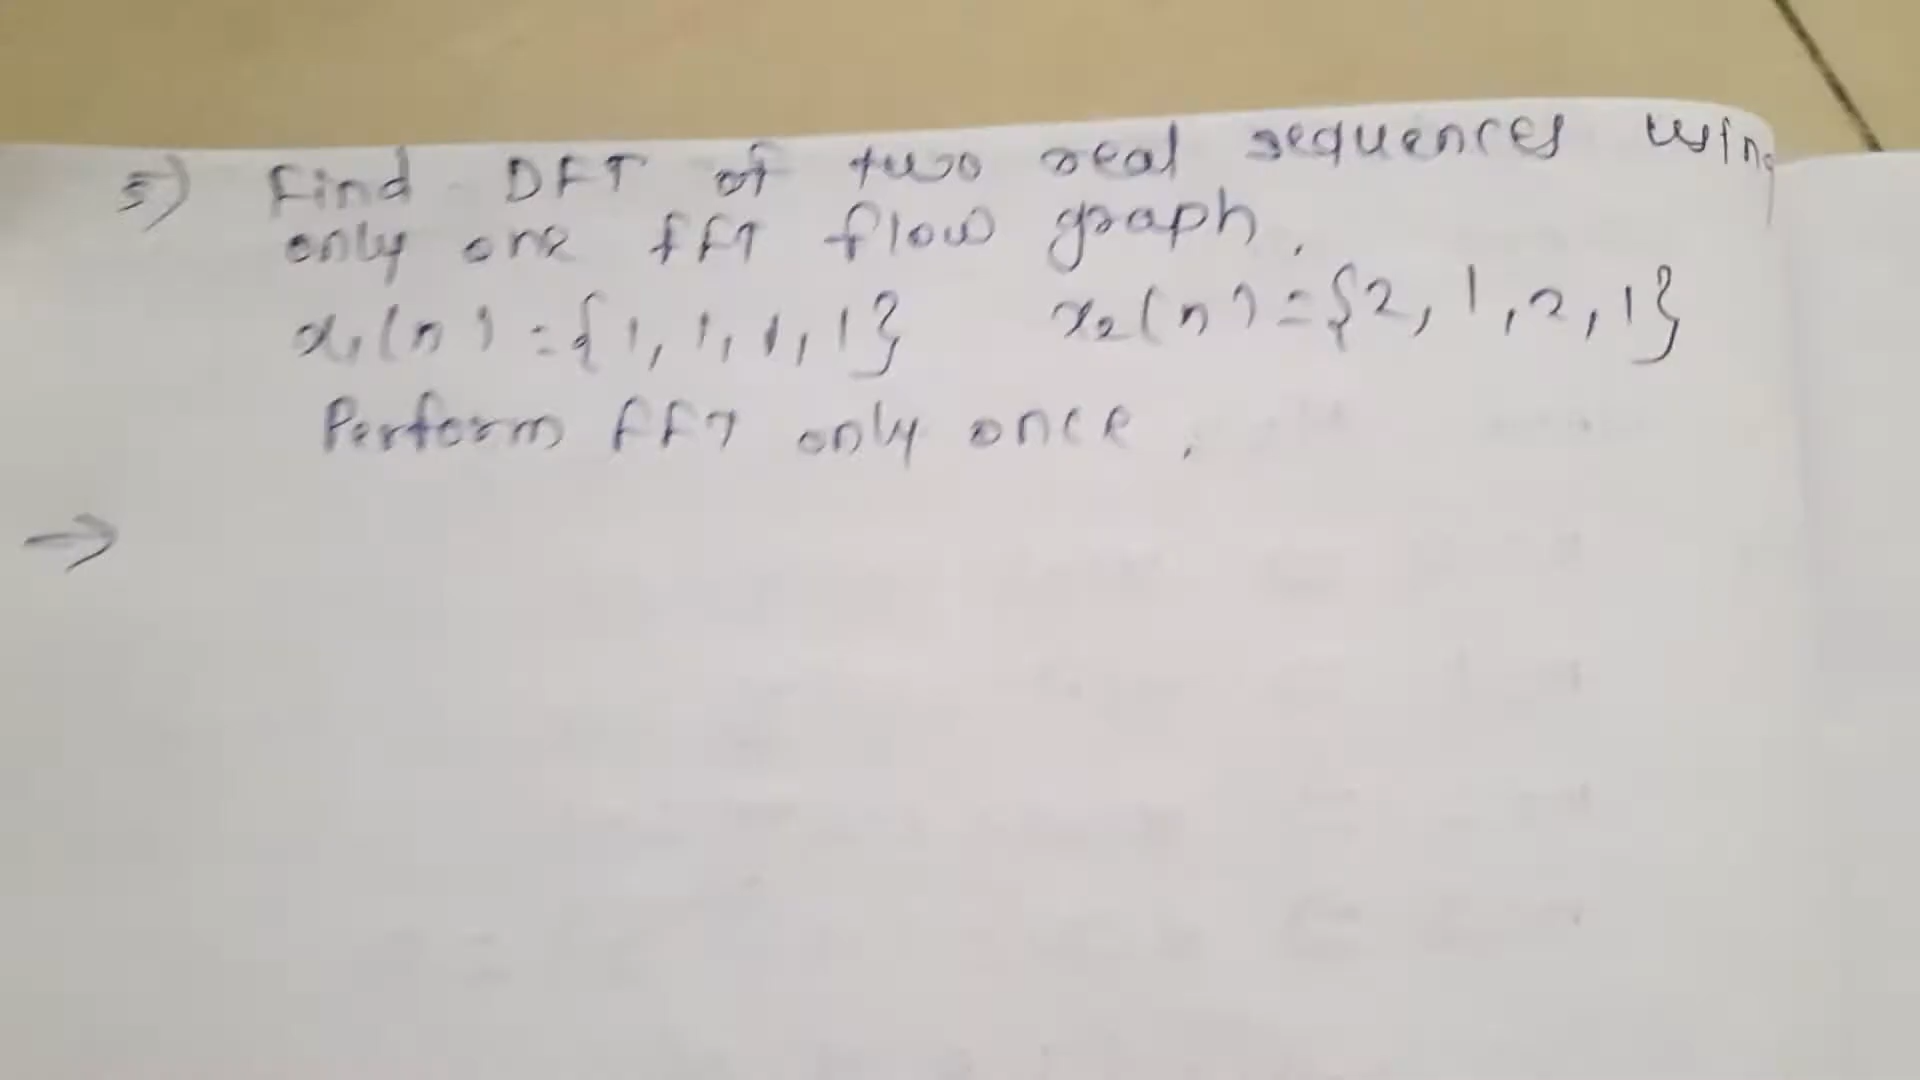 5) Find DFT of two real sequences using
only one FFT flow graph.
x₁(n) = {1, 1, 1, 1} x₂(n) = {2, 1, 2, 1}
Perform FFT only once.
→